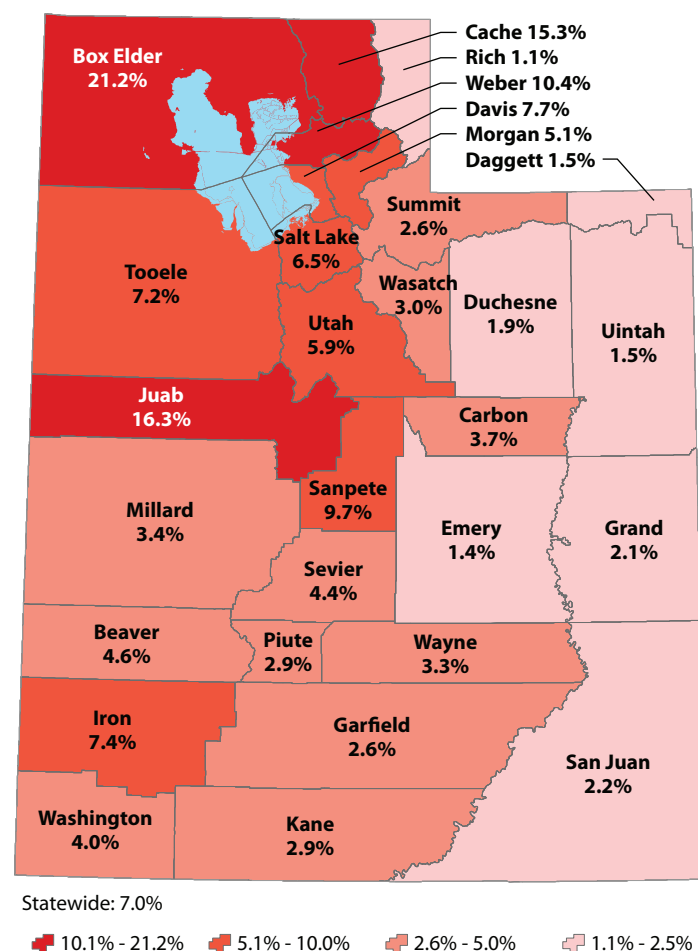 Cache 15.3%
Rich 1.1%
Weber 10.4%
Davis 7.7%
Morgan 5.1%
Daggett 1.5%
Box Elder
21.2%
Summit
2.6%
Salt Lake
6.5%
Tooele
7.2%
Wasatch
3.0%
Duchesne
1.9%
Uintah
1.5%
Utah
5.9%
Juab
16.3%
Carbon
3.7%
Sanpete
9.7%
Millard
3.4%
Emery
1.4%
Grand
2.1%
Sevier
4.4%
Beaver
4.6%
Piute
2.9%
Wayne
3.3%
Iron
7.4%
Garfield
2.6%
San Juan
2.2%
Washington
4.0%
Kane
2.9%
Statewide: 7.0%
10.1% - 21.2% 5.1% - 10.0% 2.6% - 5.0% 1.1% - 2.5%